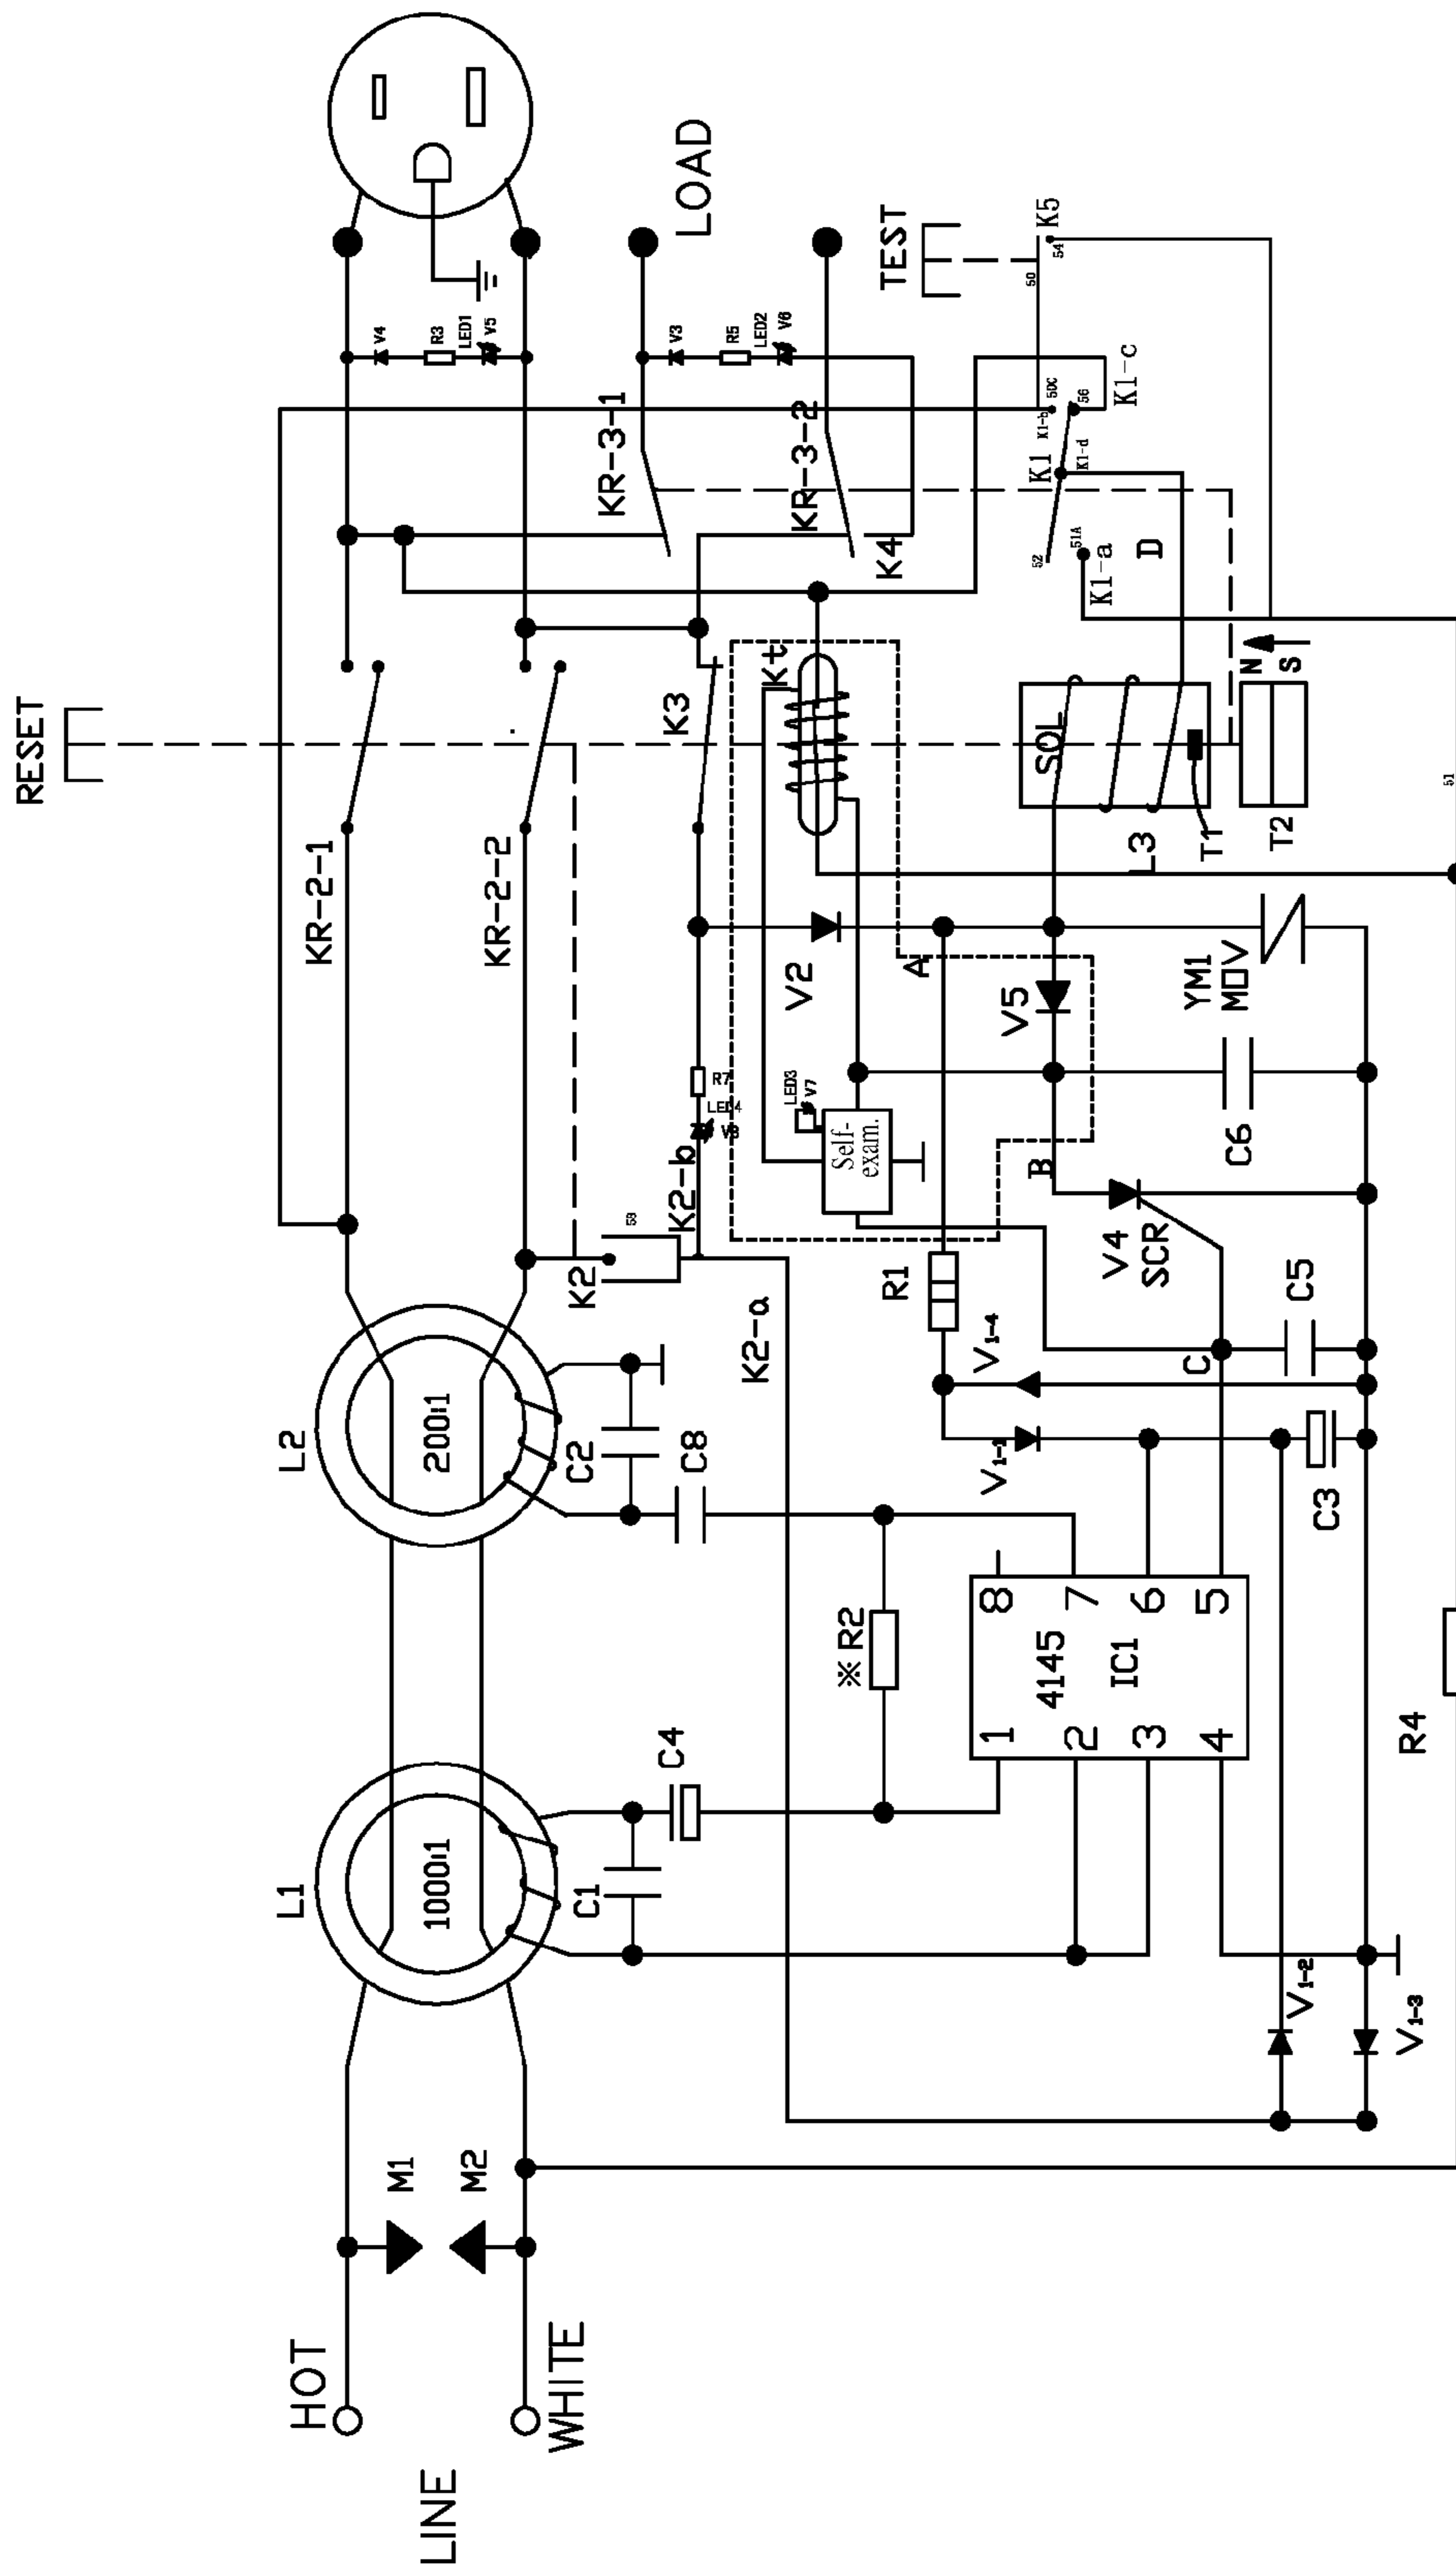 RESET
KR-2-1
KR-2-2
HOT
LINE
WHITE
M1
M2
L1
1000:1
L2
200:1
V4
R3
LED1
V5
LOAD
V3
R5
LED2
V6
KR-3-1
KR-3-2
K4
K3
Kt
TEST
K5
54
50
K1-c
50C
56
K1-b
K1
K1-d
52
51A
K1-a
D
N
S
SOL
L3
T1
T2
51
V2
A
V5
YM1
MOV
R7
LED4
V8
K2-b
58
K2
K2-a
LED3
V7
Self-
exam.
B
C6
V4
SCR
R1
V1-4
C
C5
C2
C8
V1-1
C3
※R2
8
7
6
5
4145
IC1
1
2
3
4
C4
C1
R4
V1-2
V1-3